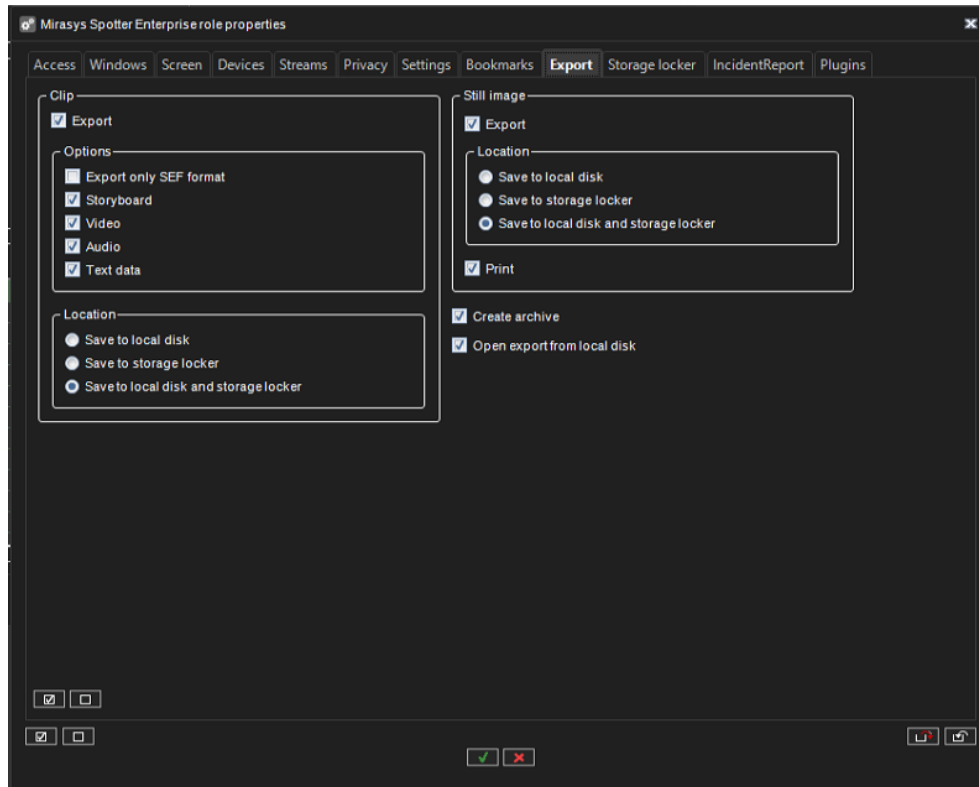 Mirasys Spotter Enterprise role properties
Access Windows Screen Devices Streams Privacy Settings Bookmarks Export Storage locker IncidentReport Plugins
Clip
Export
Options
Export only SEF format
Storyboard
Video
Audio
Text data
Location
Save to local disk
Save to storage locker
Save to local disk and storage locker
Still image
Export
Location
Save to local disk
Save to storage locker
Save to local disk and storage locker
Print
Create archive
Open export from local disk